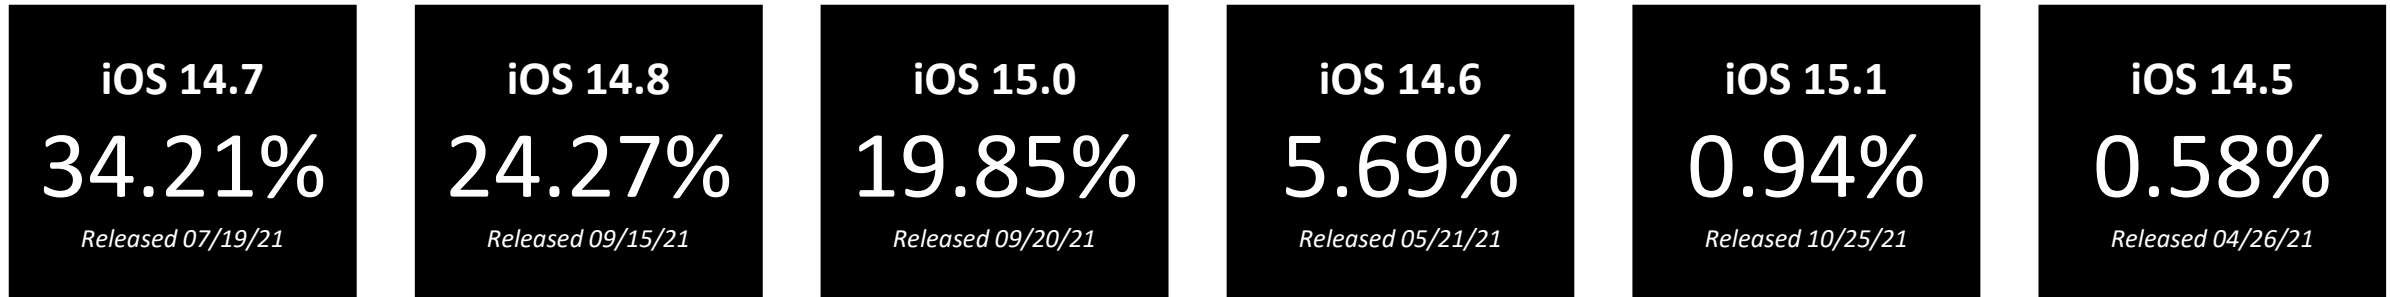 iOS 14.7
34.21%
Released 07/19/21
iOS 14.8
24.27%
Released 09/15/21
iOS 15.0
19.85%
Released 09/20/21
iOS 14.6
5.69%
Released 05/21/21
iOS 15.1
0.94%
Released 10/25/21
iOS 14.5
0.58%
Released 04/26/21